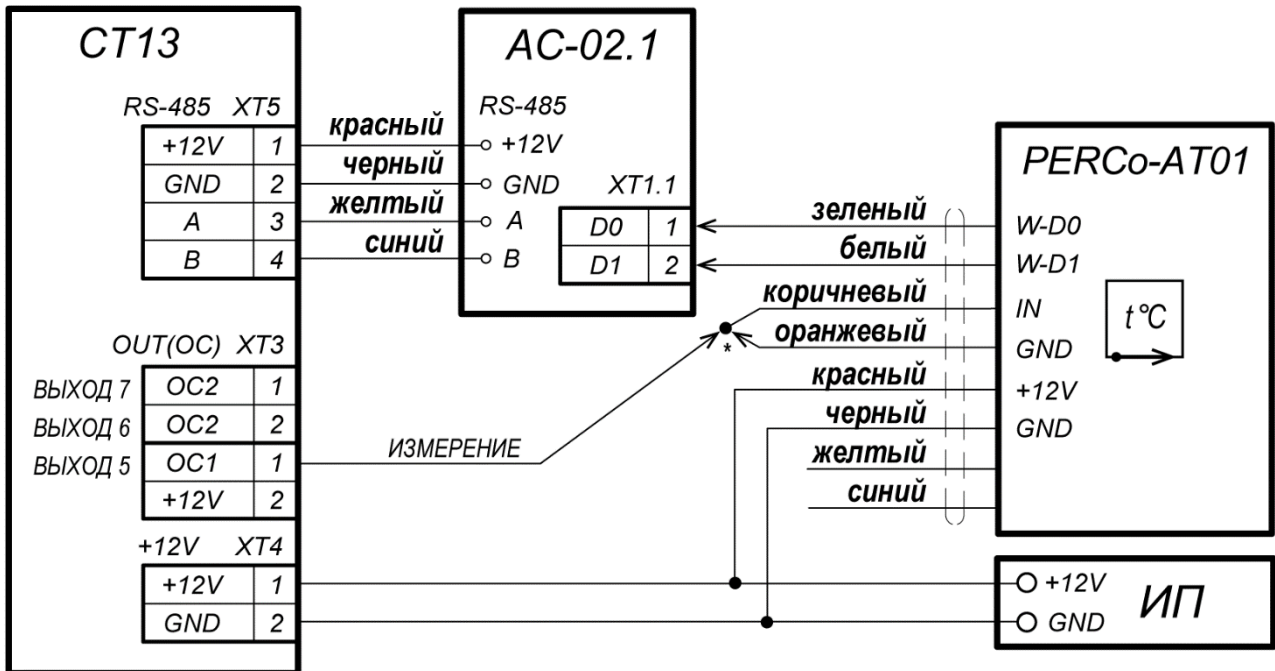 CT13
RS-485 XT5
+12V 1
GND 2
A 3
B 4
OUT(OC) XT3
ВЫХОД 7 OC2 1
ВЫХОД 6 OC2 2
ВЫХОД 5 OC1 1
+12V 2
+12V XT4
+12V 1
GND 2
красный
черный
желтый
синий
ИЗМЕРЕНИЕ
AC-02.1
RS-485
+12V
GND
A
B
XT1.1
D0 1
D1 2
*
зеленый
белый
коричневый
оранжевый
красный
черный
желтый
синий
PERCo-AT01
W-D0
W-D1
IN
GND
+12V
GND
t°C
+12V
GND
ИП